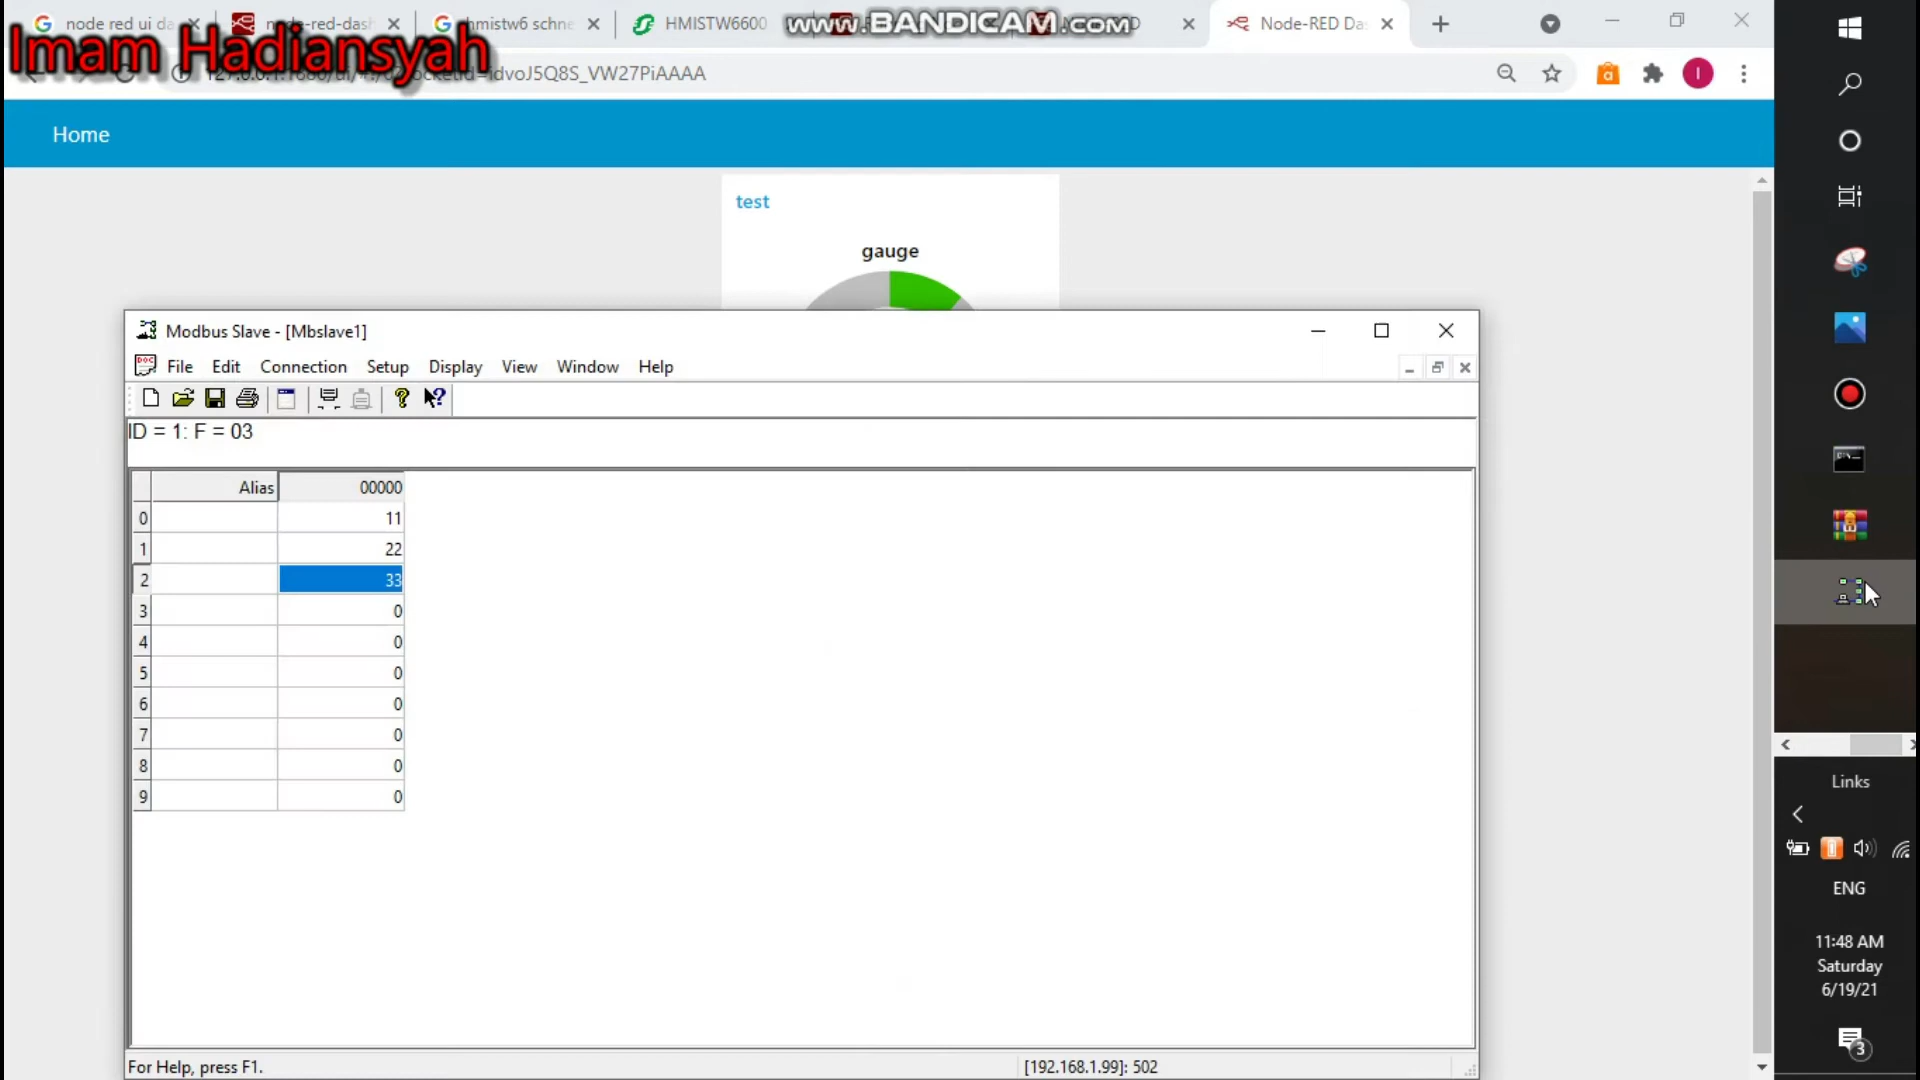 node red ui da
node-red-dash
hmistw6 schne
HMISTW6600
www.BANDICAM.com
Node-RED Da
Imam Hadiansyah
=idvoJ5Q8S_VW27PiAAAA
Home
test
gauge
Modbus Slave - [Mbslave1]
File Edit Connection Setup Display View Window Help
ID = 1: F = 03
Alias 00000
0 11
1 22
2 33
3 0
4 0
5 0
6 0
7 0
8 0
9 0
For Help, press F1.
[192.168.1.99]: 502
Links
ENG
11:48 AM
Saturday
6/19/21
3